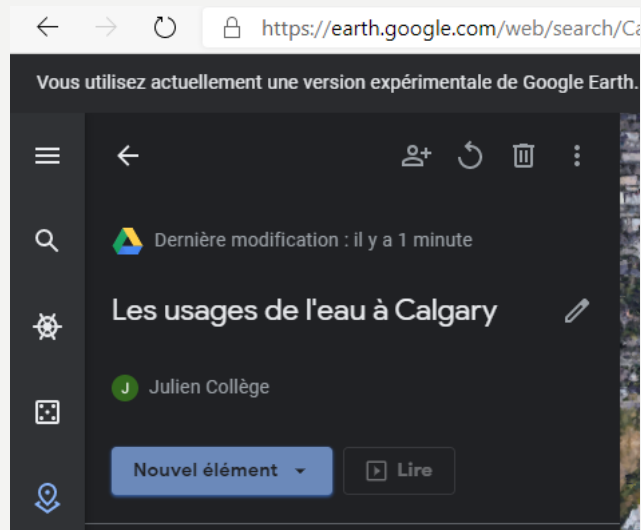 https://earth.google.com/web/search/Ca
Vous utilisez actuellement une version expérimentale de Google Earth.
Dernière modification : il y a 1 minute
Les usages de l'eau à Calgary
J Julien Collège
Nouvel élément
Lire